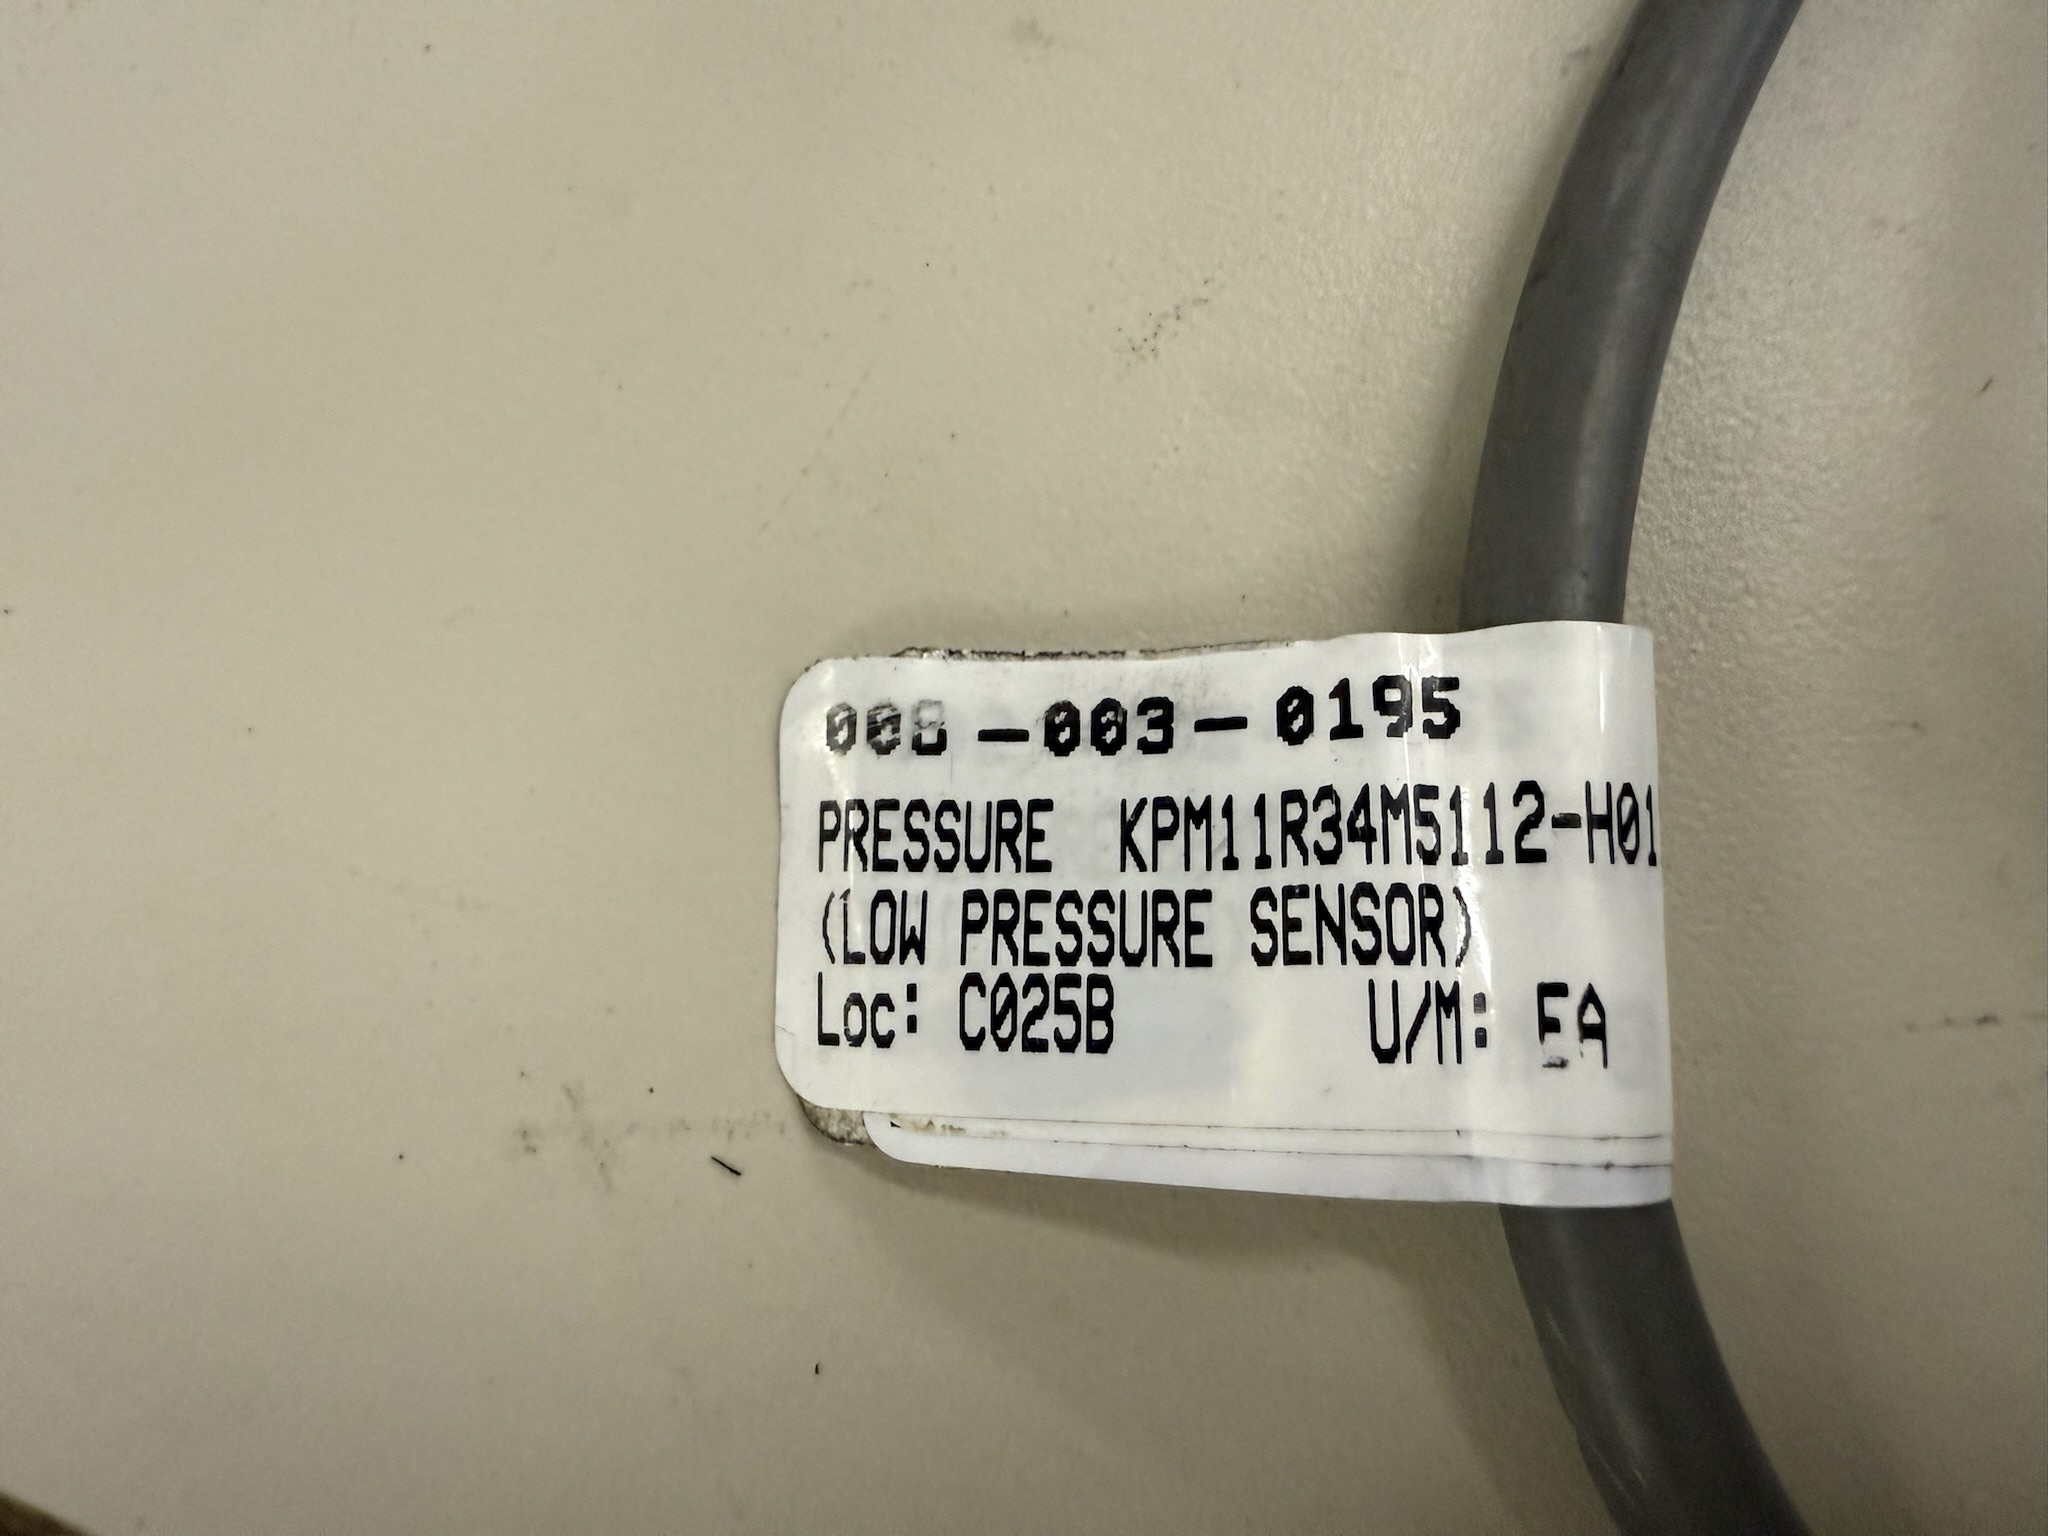 008-003-0195
PRESSURE KPM11R34M5112-H01
(LOW PRESSURE SENSOR)
Loc: C025B U/M: EA